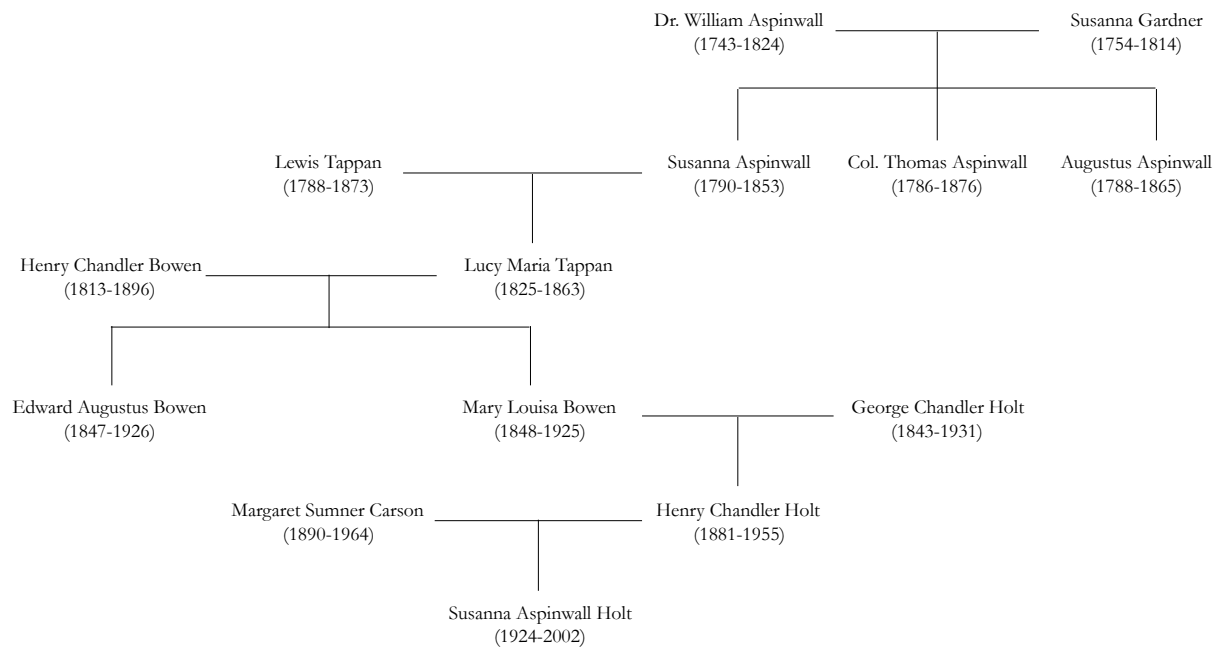 Dr. William Aspinwall
(1743-1824)
Susanna Gardner
(1754-1814)
Lewis Tappan
(1788-1873)
Susanna Aspinwall
(1790-1853)
Col. Thomas Aspinwall
(1786-1876)
Augustus Aspinwall
(1788-1865)
Henry Chandler Bowen
(1813-1896)
Lucy Maria Tappan
(1825-1863)
Edward Augustus Bowen
(1847-1926)
Mary Louisa Bowen
(1848-1925)
George Chandler Holt
(1843-1931)
Margaret Sumner Carson
(1890-1964)
Henry Chandler Holt
(1881-1955)
Susanna Aspinwall Holt
(1924-2002)